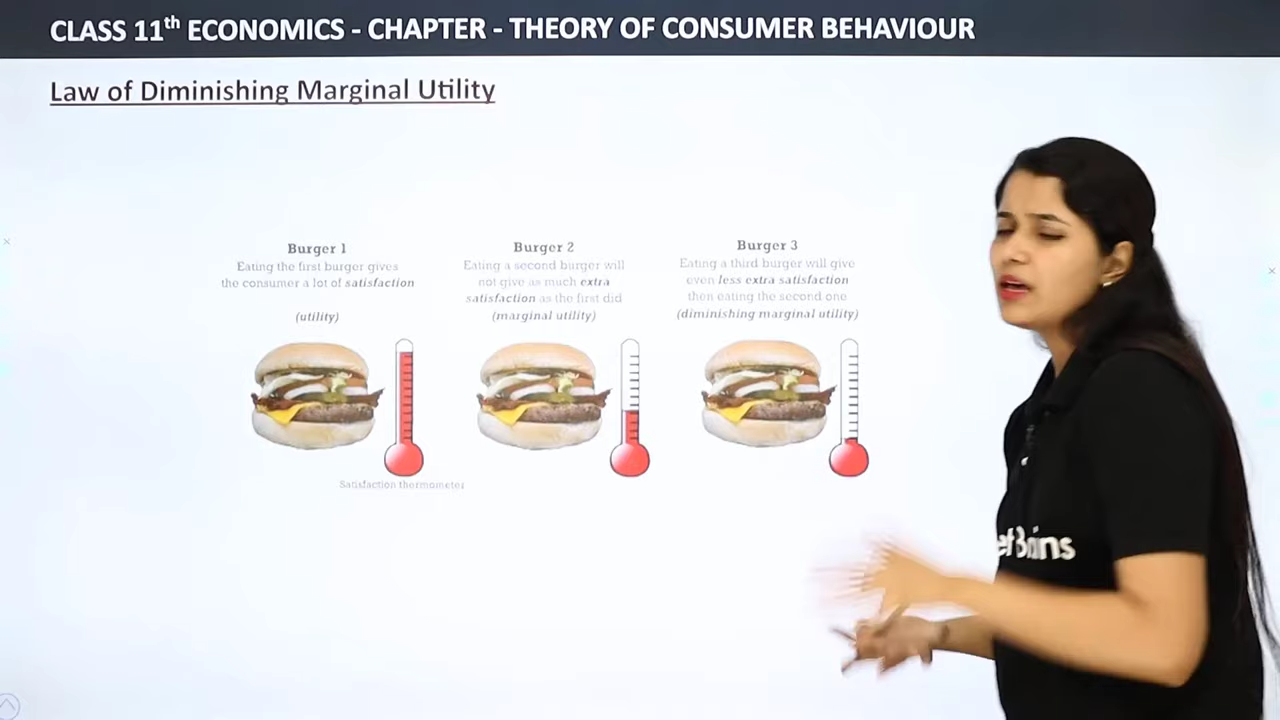 CLASS 11th ECONOMICS - CHAPTER - THEORY OF CONSUMER BEHAVIOUR
Law of Diminishing Marginal Utility
Burger 1
Eating the first burger gives
the consumer a lot of satisfaction
(utility)
Burger 2
Eating a second burger will
not give as much extra
satisfaction as the first did
(marginal utility)
Burger 3
Eating a third burger will give
even less extra satisfaction
then eating the second one
(diminishing marginal utility)
Satisfaction thermometer
Brains